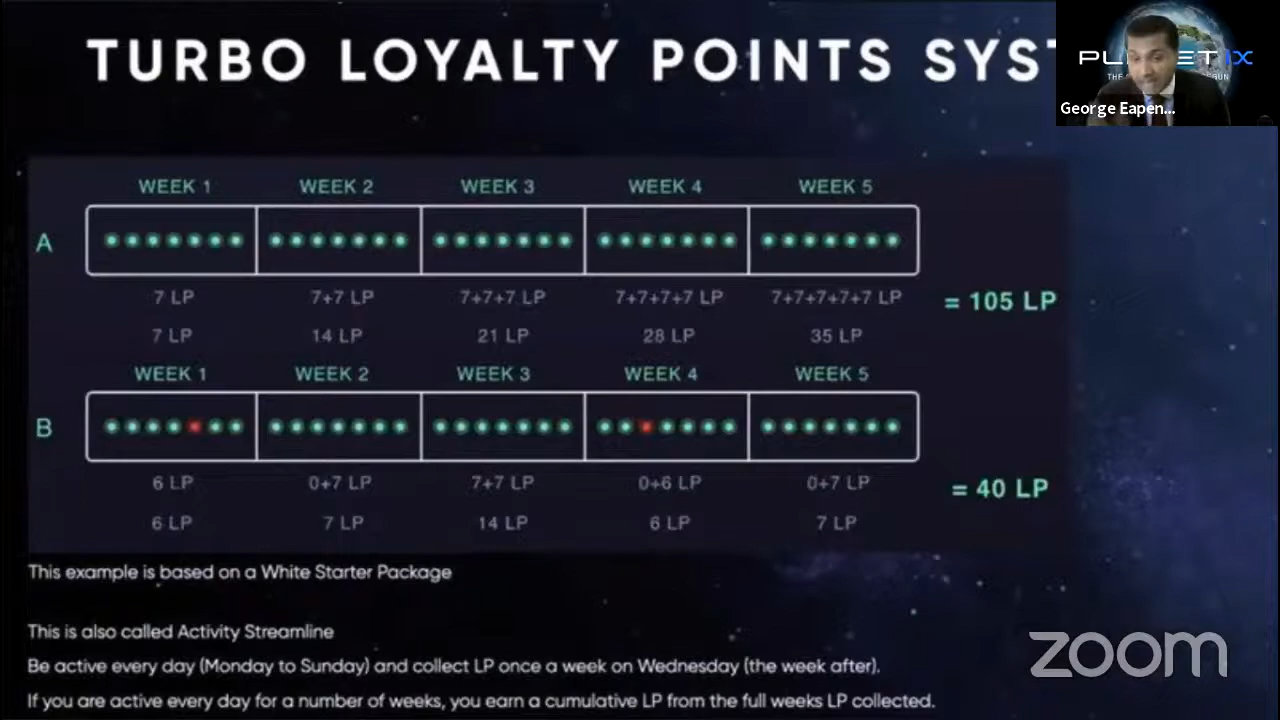 TURBO LOYALTY POINTS SYST
PL ET IX
George Eapen...
WEEK 1 WEEK 2 WEEK 3 WEEK 4 WEEK 5
A
7 LP 7+7 LP 7+7+7 LP 7+7+7+7 LP 7+7+7+7+7 LP = 105 LP
7 LP 14 LP 21 LP 28 LP 35 LP
WEEK 1 WEEK 2 WEEK 3 WEEK 4 WEEK 5
B
6 LP 0+7 LP 7+7 LP 0+6 LP 0+7 LP = 40 LP
6 LP 7 LP 14 LP 6 LP 7 LP
This example is based on a White Starter Package
This is also called Activity Streamline
Be active every day (Monday to Sunday) and collect LP once a week on Wednesday (the week after).
If you are active every day for a number of weeks, you earn a cumulative LP from the full weeks LP collected.
zoom